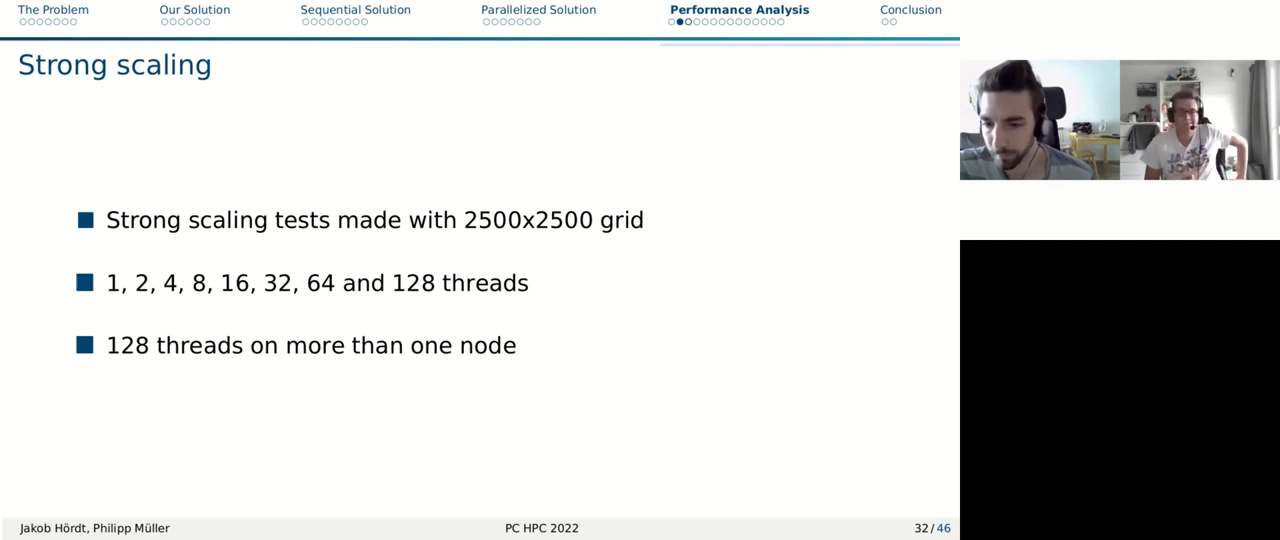 The Problem
Our Solution
Sequential Solution
Parallelized Solution
Performance Analysis
Conclusion
Strong scaling
Strong scaling tests made with 2500x2500 grid
1, 2, 4, 8, 16, 32, 64 and 128 threads
128 threads on more than one node
JACK
JONES
Jakob Hördt, Philipp Müller
PC HPC 2022
32/46